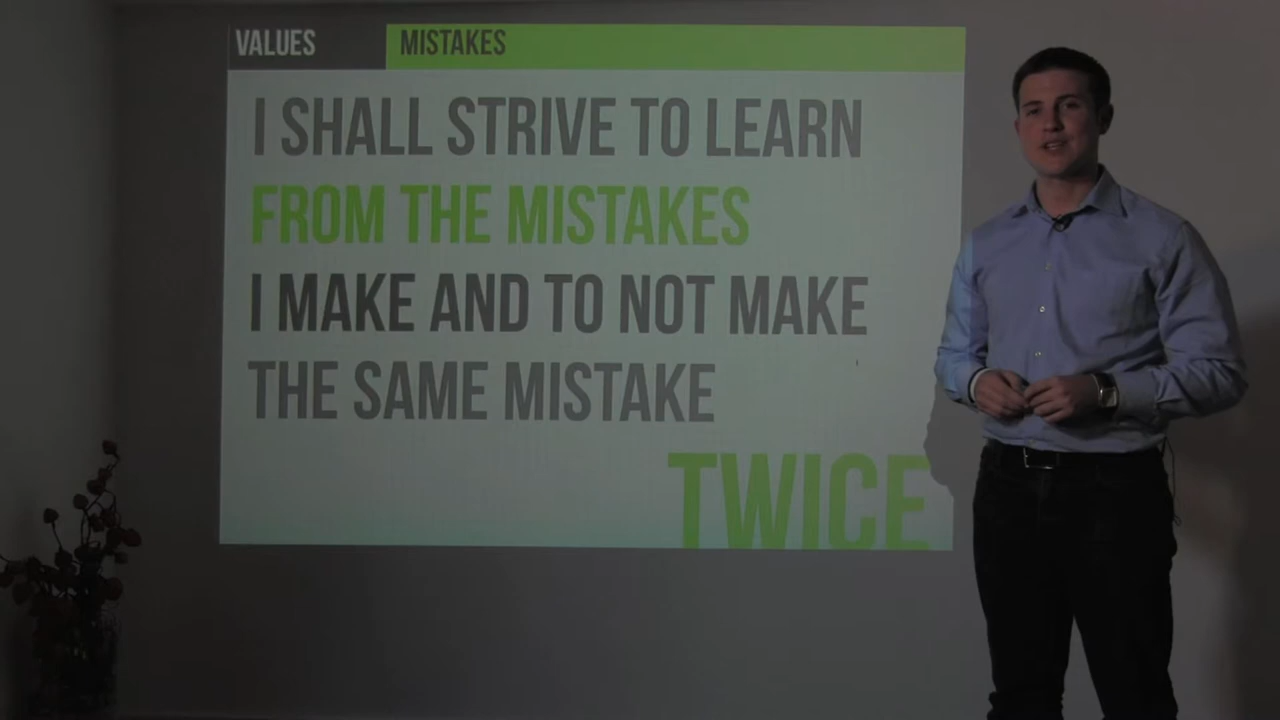 VALUES
MISTAKES
I SHALL STRIVE TO LEARN
FROM THE MISTAKES
I MAKE AND TO NOT MAKE
THE SAME MISTAKE
TWICE